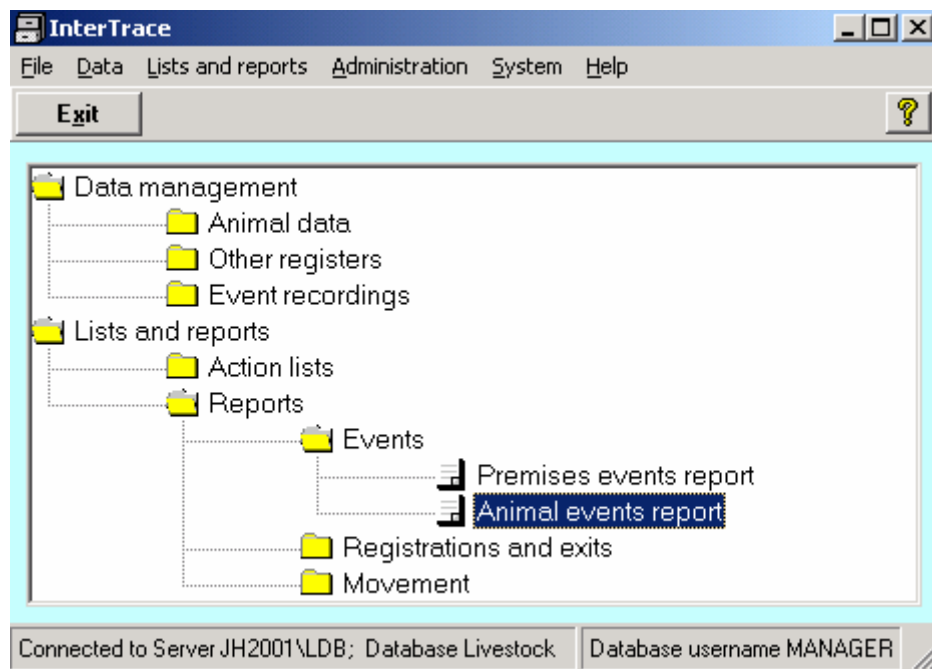 InterTrace
File Data Lists and reports Administration System Help
Exit ?
Data management
Animal data
Other registers
Event recordings
Lists and reports
Action lists
Reports
Events
Premises events report
Animal events report
Registrations and exits
Movement
Connected to Server JH2001\LDB; Database Livestock Database username MANAGER